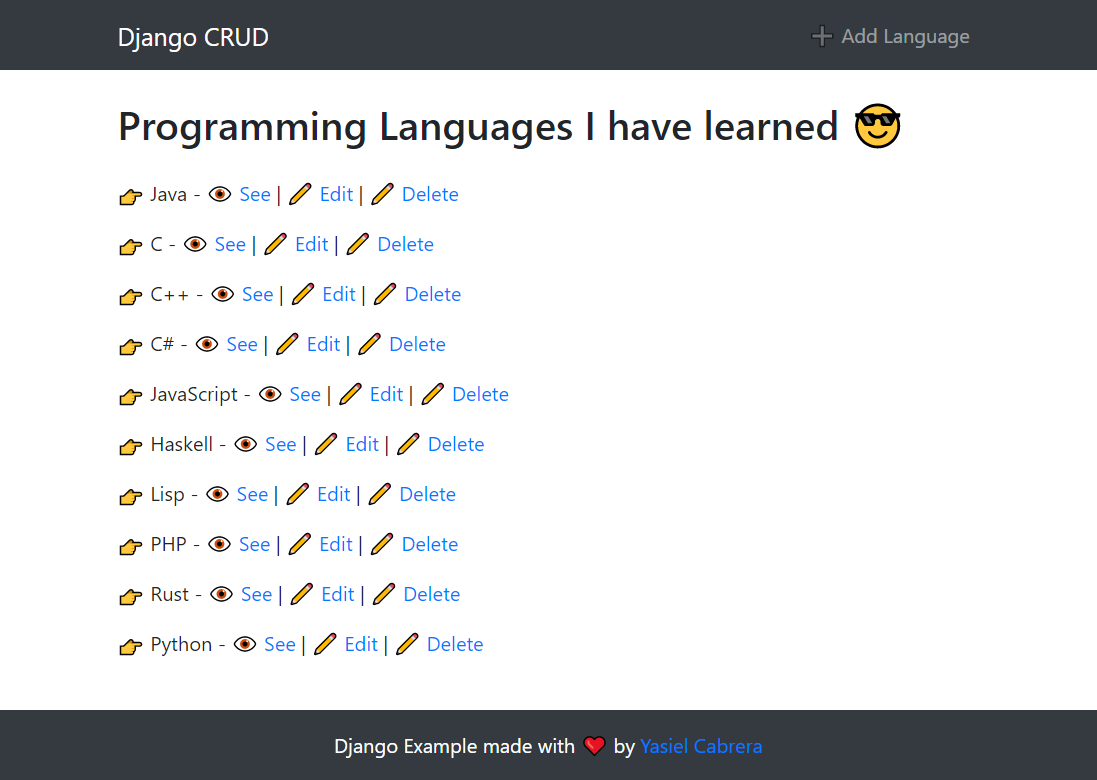 Django CRUD ➕ Add Language
Programming Languages I have learned 😎
👉 Java - 👁 See | ✏ Edit | ✏ Delete
👉 C - 👁 See | ✏ Edit | ✏ Delete
👉 C++ - 👁 See | ✏ Edit | ✏ Delete
👉 C# - 👁 See | ✏ Edit | ✏ Delete
👉 JavaScript - 👁 See | ✏ Edit | ✏ Delete
👉 Haskell - 👁 See | ✏ Edit | ✏ Delete
👉 Lisp - 👁 See | ✏ Edit | ✏ Delete
👉 PHP - 👁 See | ✏ Edit | ✏ Delete
👉 Rust - 👁 See | ✏ Edit | ✏ Delete
👉 Python - 👁 See | ✏ Edit | ✏ Delete
Django Example made with ❤ by Yasiel Cabrera